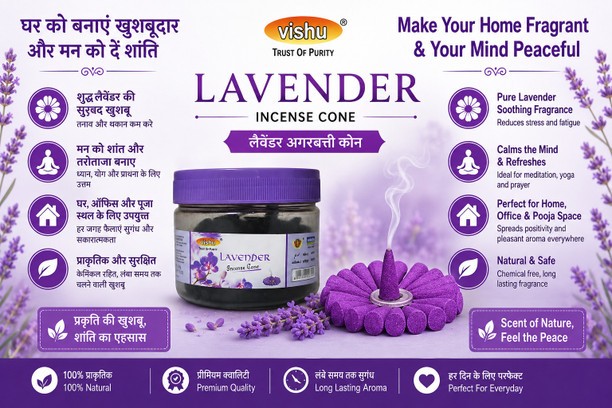 घर को बनाएं खुशबूदार
और मन को दें शांति
vishu®
TRUST OF PURITY
Make Your Home Fragrant
& Your Mind Peaceful
LAVENDER
INCENSE CONE
लैवेंडर अगरबत्ती कोन
शुद्ध लैवेंडर की
सुखद खुशबू
तनाव और थकान कम करे
मन को शांत और
तरोताजा बनाए
ध्यान, योग और प्रार्थना के लिए
उत्तम
घर, ऑफिस और पूजा
स्थल के लिए उपयुक्त
हर जगह फैलाएं सुगंध और
सकारात्मकता
प्राकृतिक और सुरक्षित
केमिकल रहित, लंबा समय तक
चलने वाली खुशबू
प्रकृति की खुशबू,
शांति का एहसास
Pure Lavender
Soothing Fragrance
Reduces stress and fatigue
Calms the Mind
& Refreshes
Ideal for meditation, yoga
and prayer
Perfect for Home,
Office & Pooja Space
Spreads positivity and
pleasant aroma everywhere
Natural & Safe
Chemical free, long
lasting fragrance
Scent of Nature,
Feel the Peace
vishu
LAVENDER
Incense Cone
100% प्राकृतिक
100% Natural
प्रीमियम क्वालिटी
Premium Quality
लंबे समय तक सुगंध
Long Lasting Aroma
हर दिन के लिए परफेक्ट
Perfect For Everyday